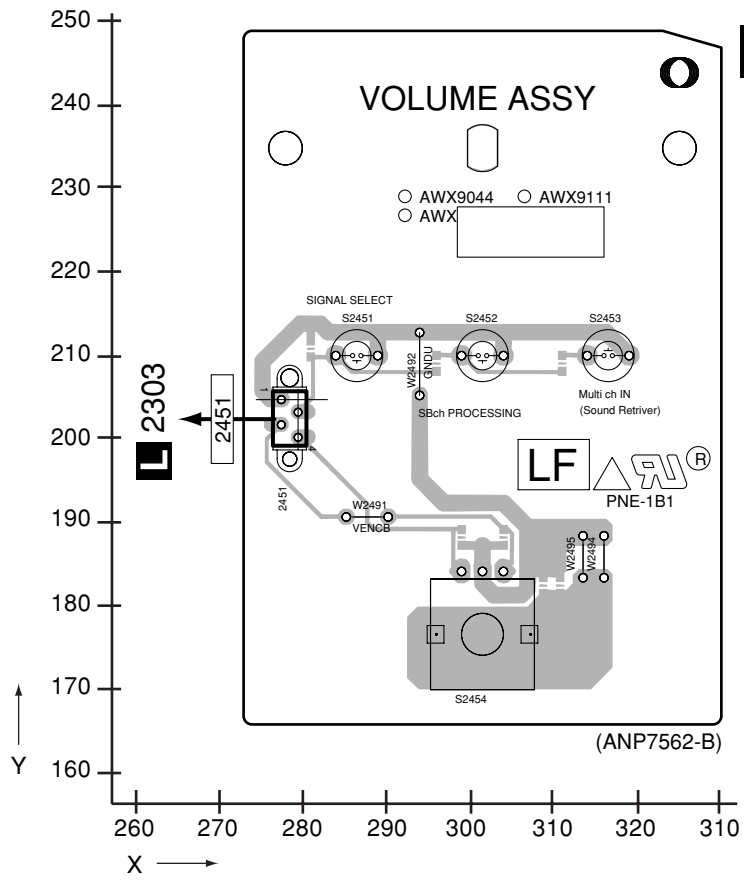 250
240
230
220
210
200
190
180
170
160
Y
260 270 280 290 300 310 320 310
X
VOLUME ASSY
AWX9044 AWX9111
AWX
SIGNAL SELECT
S2451 S2452 S2453
W2492
GNDU
Multi ch IN
(Sound Retriver)
SBch PROCESSING
L 2303
2451
1
4
2451
LF
R
PNE-1B1
W2491
VENCB
W2495
W2494
S2454
(ANP7562-B)